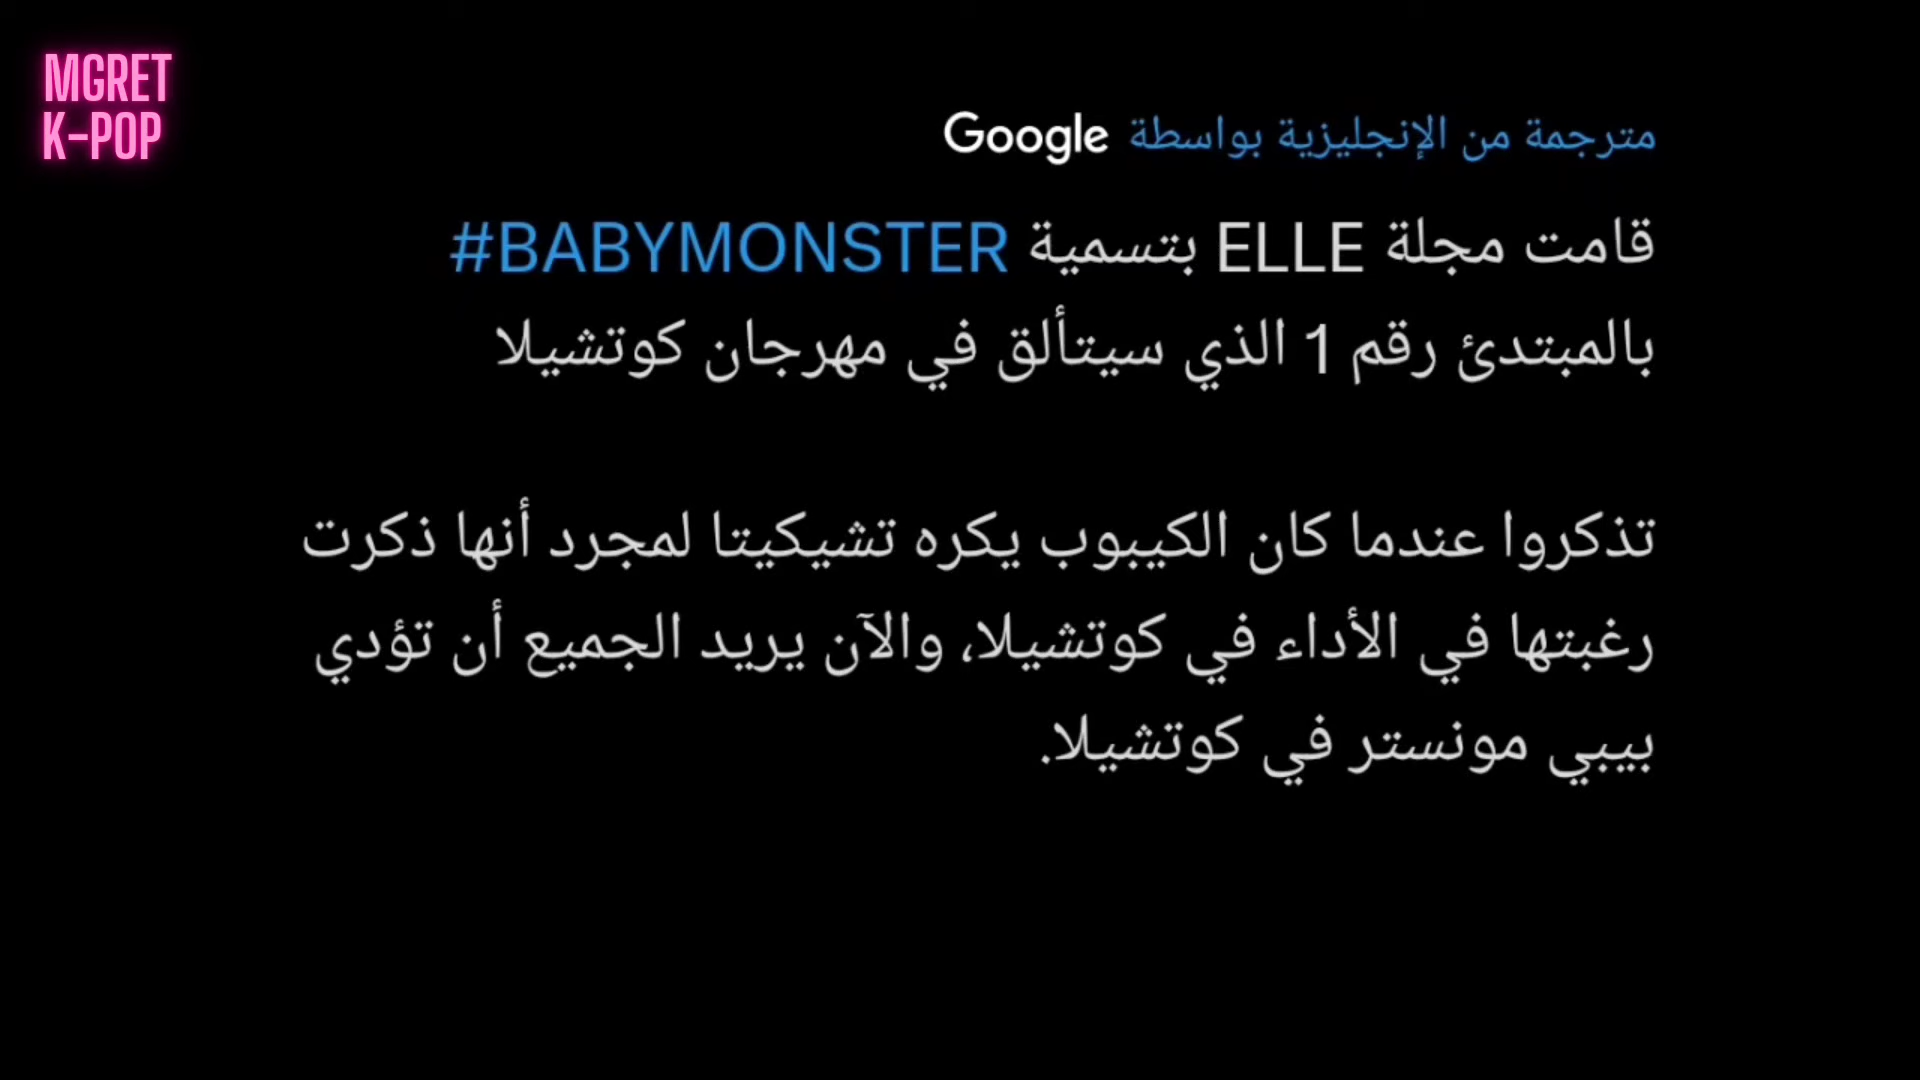 MGRET
K-POP
مترجمة من الإنجليزية بواسطة Google
قامت مجلة ELLE بتسمية #BABYMONSTER
بالمبتدئ رقم 1 الذي سيتألق في مهرجان كوتشيلا
تذكروا عندما كان الكيبوب يكره تشيكيتا لمجرد أنها ذكرت
رغبتها في الأداء في كوتشيلا، والآن يريد الجميع أن تؤدي
بيبي مونستر في كوتشيلا.